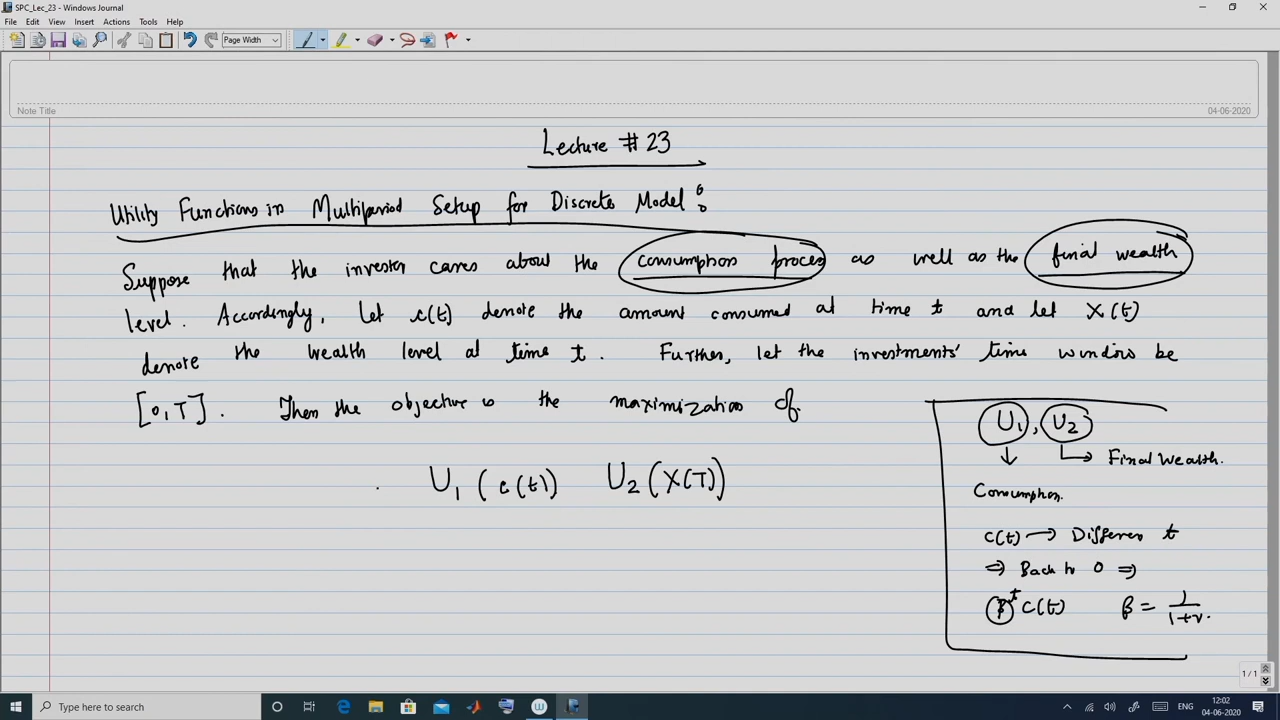 SPC_Lec_23 - Windows Journal
File Edit View Insert Actions Tools Help
Page Width
Note Title
04-06-2020
Lecture #23
Utility Functions in Multiperiod Setup for Discrete Model :
Suppose that the investor cares about the consumption process as well as the final wealth
level. Accordingly, let c(t) denote the amount consumed at time t and let X(t)
denote the wealth level at time t. Further, let the investments' time window be
[0,T]. Then the objective is the maximization of
U₁(c(t)) U₂(X(T))
U₁, U₂
↓ → Final Wealth.
Consumption.
c(t) → Different t
⇒ Back to 0 ⇒
βᵗ c(t) β = 1/(1+r).
1 / 1
Type here to search
12:02
04-06-2020